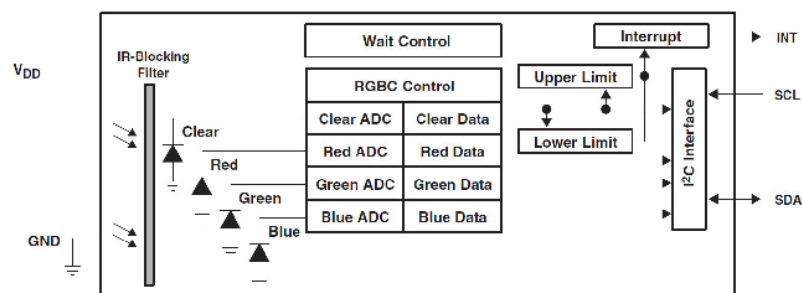 Wait Control
Interrupt
INT
IR-Blocking
Filter
VDD
RGBC Control
Upper Limit
SCL
Clear ADC
Clear Data
Clear
Red ADC
Red Data
Lower Limit
Red
I²C Interface
Green ADC
Green Data
Green
SDA
Blue ADC
Blue Data
Blue
GND